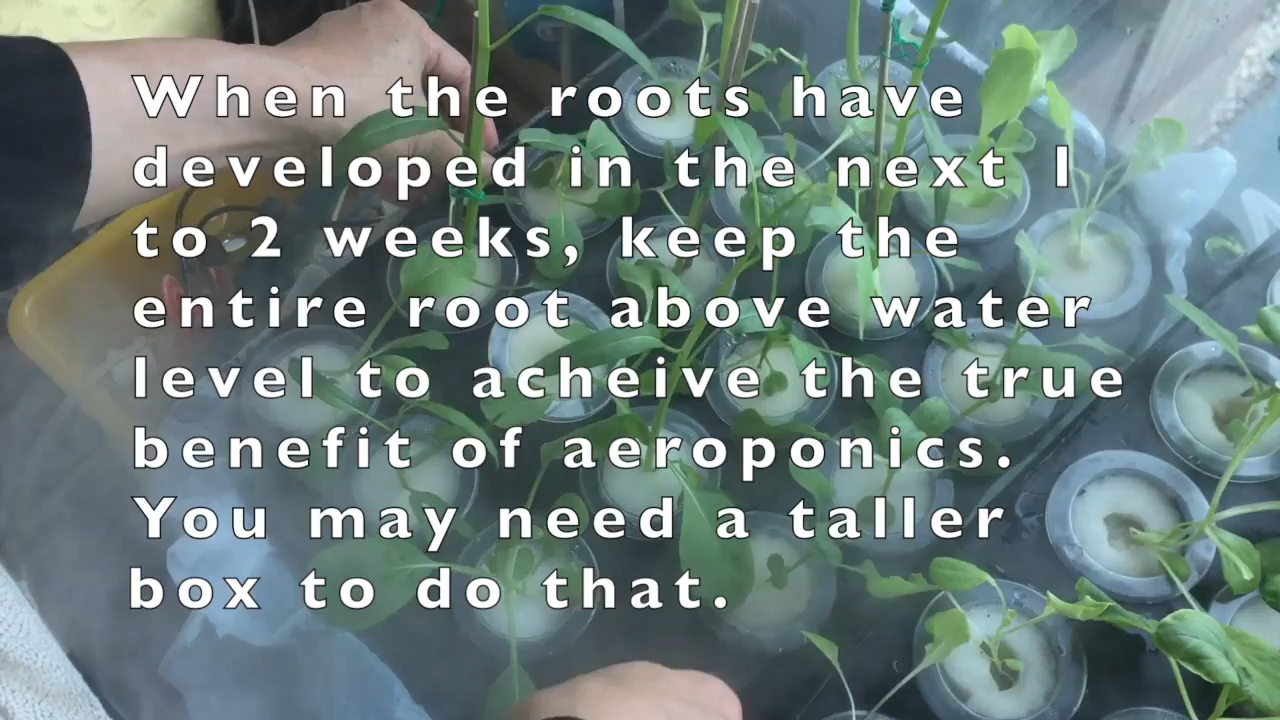 When the roots have
developed in the next 1
to 2 weeks, keep the
entire root above water
level to acheive the true
benefit of aeroponics.
You may need a taller
box to do that.